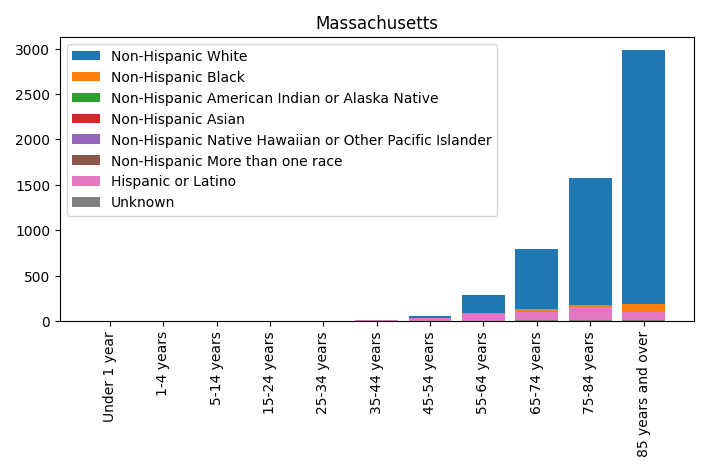 Massachusetts
3000
2500
2000
1500
1000
500
0
Non-Hispanic White
Non-Hispanic Black
Non-Hispanic American Indian or Alaska Native
Non-Hispanic Asian
Non-Hispanic Native Hawaiian or Other Pacific Islander
Non-Hispanic More than one race
Hispanic or Latino
Unknown
Under 1 year
1-4 years
5-14 years
15-24 years
25-34 years
35-44 years
45-54 years
55-64 years
65-74 years
75-84 years
85 years and over